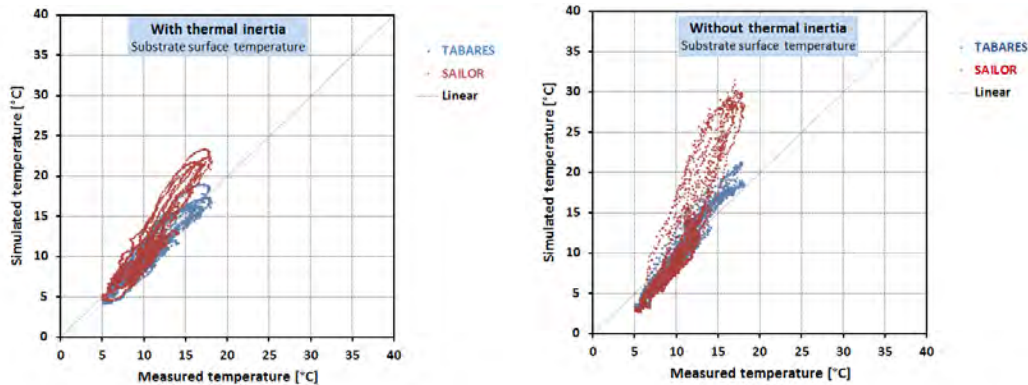 With thermal inertia
Substrate surface temperature
TABARES
SAILOR
Linear
Simulated temperature [°C]
40
35
30
25
20
15
10
5
0
0 5 10 15 20 25 30 35 40
Measured temperature [°C]
Without thermal inertia
Substrate surface temperature
TABARES
SAILOR
Linear
Simulated temperature [°C]
40
35
30
25
20
15
10
5
0
0 5 10 15 20 25 30 35 40
Measured temperature [°C]